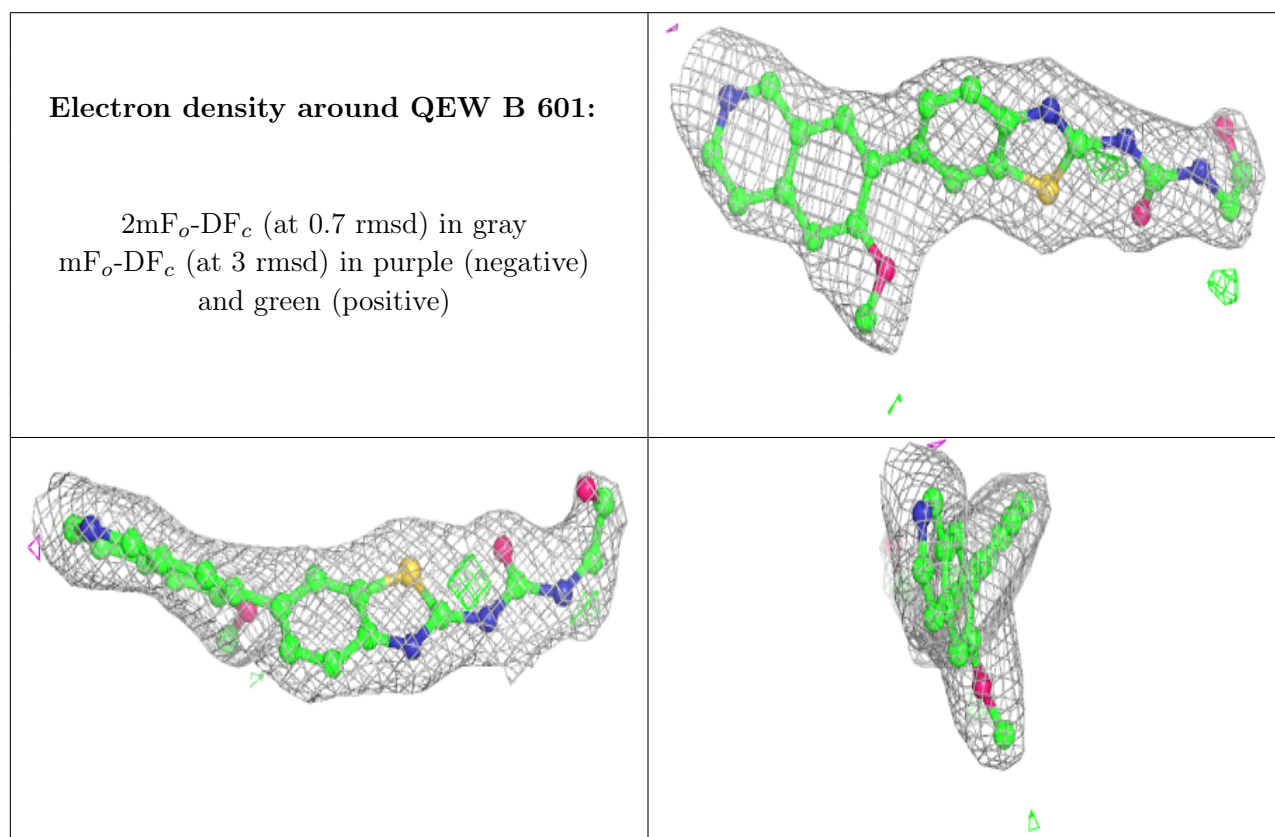 Electron density around QEW B 601:
2mFo-DFc (at 0.7 rmsd) in gray
mFo-DFc (at 3 rmsd) in purple (negative)
and green (positive)